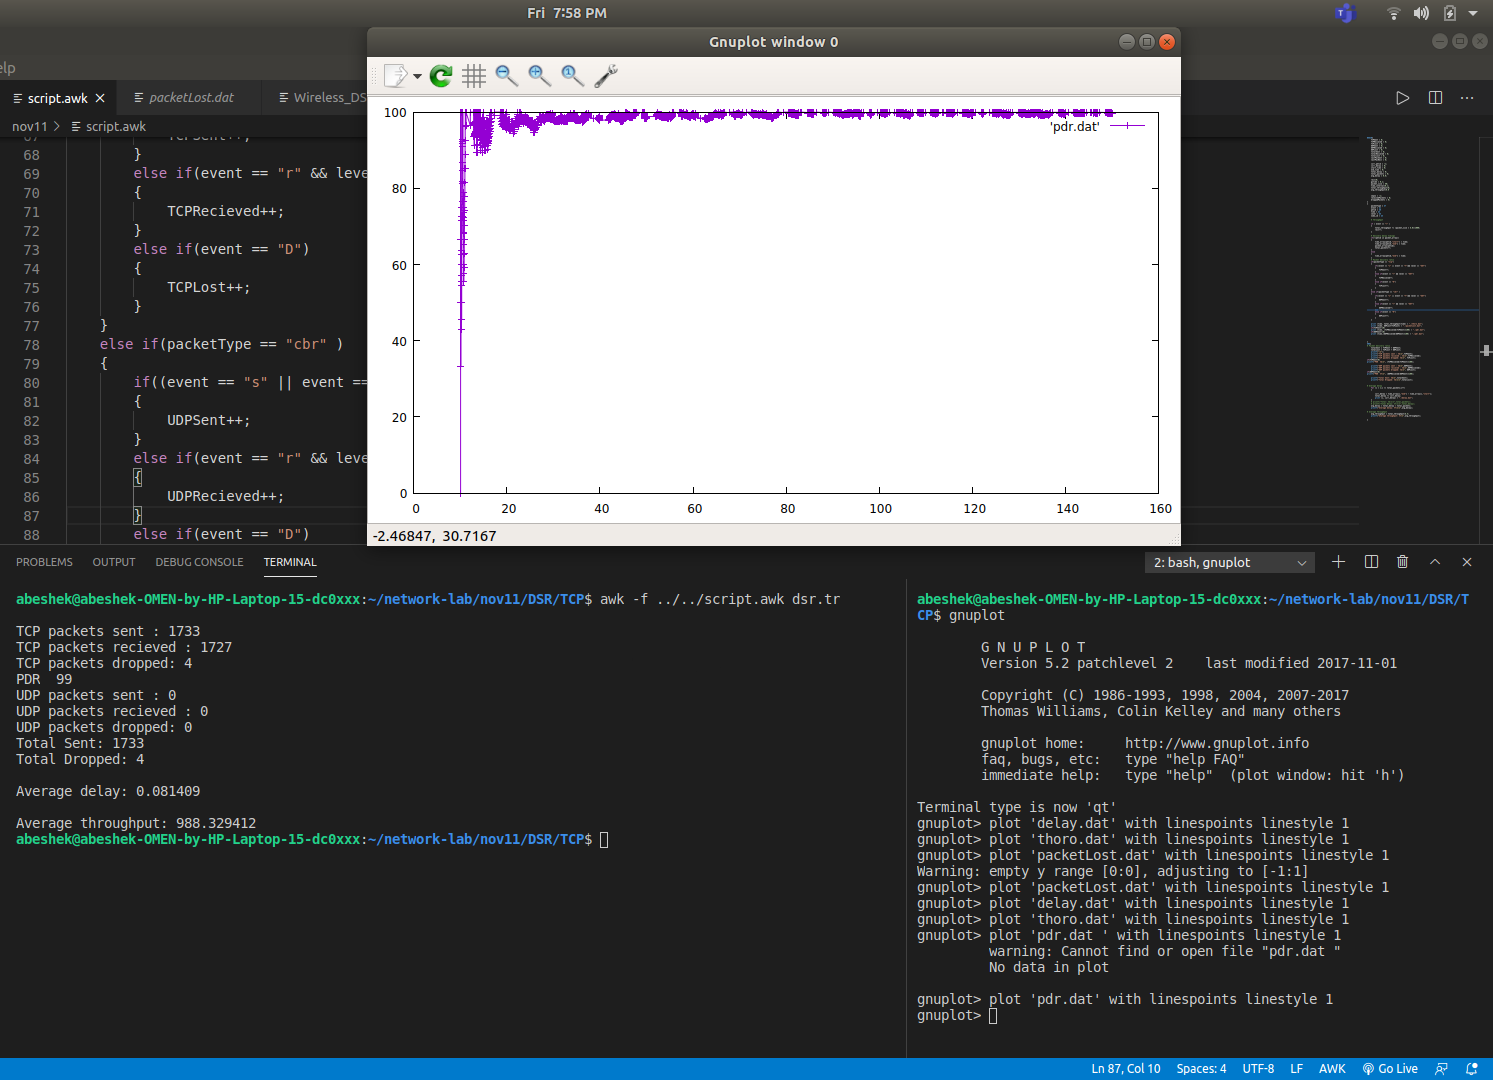 Fri 7:58 PM
elp
Gnuplot window 0
script.awk
packetLost.dat
Wireless_DS
nov11 > script.awk
67 TCPSent++;
68 }
69 else if(event == "r" && leve
70 {
71 TCPRecieved++;
72 }
73 else if(event == "D")
74 {
75 TCPLost++;
76 }
77 }
78 else if(packetType == "cbr" )
79 {
80 if((event == "s" || event ==
81 {
82 UDPSent++;
83 }
84 else if(event == "r" && leve
85 {
86 UDPRecieved++;
87 }
88 else if(event == "D")
100
80
60
40
20
0
0 20 40 60 80 100 120 140 160
'pdr.dat'
-2.46847, 30.7167
PROBLEMS OUTPUT DEBUG CONSOLE TERMINAL
2: bash, gnuplot
abeshek@abeshek-OMEN-by-HP-Laptop-15-dc0xxx:~/network-lab/nov11/DSR/TCP$ awk -f ../../script.awk dsr.tr
TCP packets sent : 1733
TCP packets recieved : 1727
TCP packets dropped: 4
PDR 99
UDP packets sent : 0
UDP packets recieved : 0
UDP packets dropped: 0
Total Sent: 1733
Total Dropped: 4
Average delay: 0.081409
Average throughput: 988.329412
abeshek@abeshek-OMEN-by-HP-Laptop-15-dc0xxx:~/network-lab/nov11/DSR/TCP$
abeshek@abeshek-OMEN-by-HP-Laptop-15-dc0xxx:~/network-lab/nov11/DSR/T
CP$ gnuplot
G N U P L O T
Version 5.2 patchlevel 2 last modified 2017-11-01
Copyright (C) 1986-1993, 1998, 2004, 2007-2017
Thomas Williams, Colin Kelley and many others
gnuplot home: http://www.gnuplot.info
faq, bugs, etc: type "help FAQ"
immediate help: type "help" (plot window: hit 'h')
Terminal type is now 'qt'
gnuplot> plot 'delay.dat' with linespoints linestyle 1
gnuplot> plot 'thoro.dat' with linespoints linestyle 1
gnuplot> plot 'packetLost.dat' with linespoints linestyle 1
Warning: empty y range [0:0], adjusting to [-1:1]
gnuplot> plot 'packetLost.dat' with linespoints linestyle 1
gnuplot> plot 'delay.dat' with linespoints linestyle 1
gnuplot> plot 'thoro.dat' with linespoints linestyle 1
gnuplot> plot 'pdr.dat ' with linespoints linestyle 1
warning: Cannot find or open file "pdr.dat "
No data in plot
gnuplot> plot 'pdr.dat' with linespoints linestyle 1
gnuplot>
Ln 87, Col 10 Spaces: 4 UTF-8 LF AWK Go Live